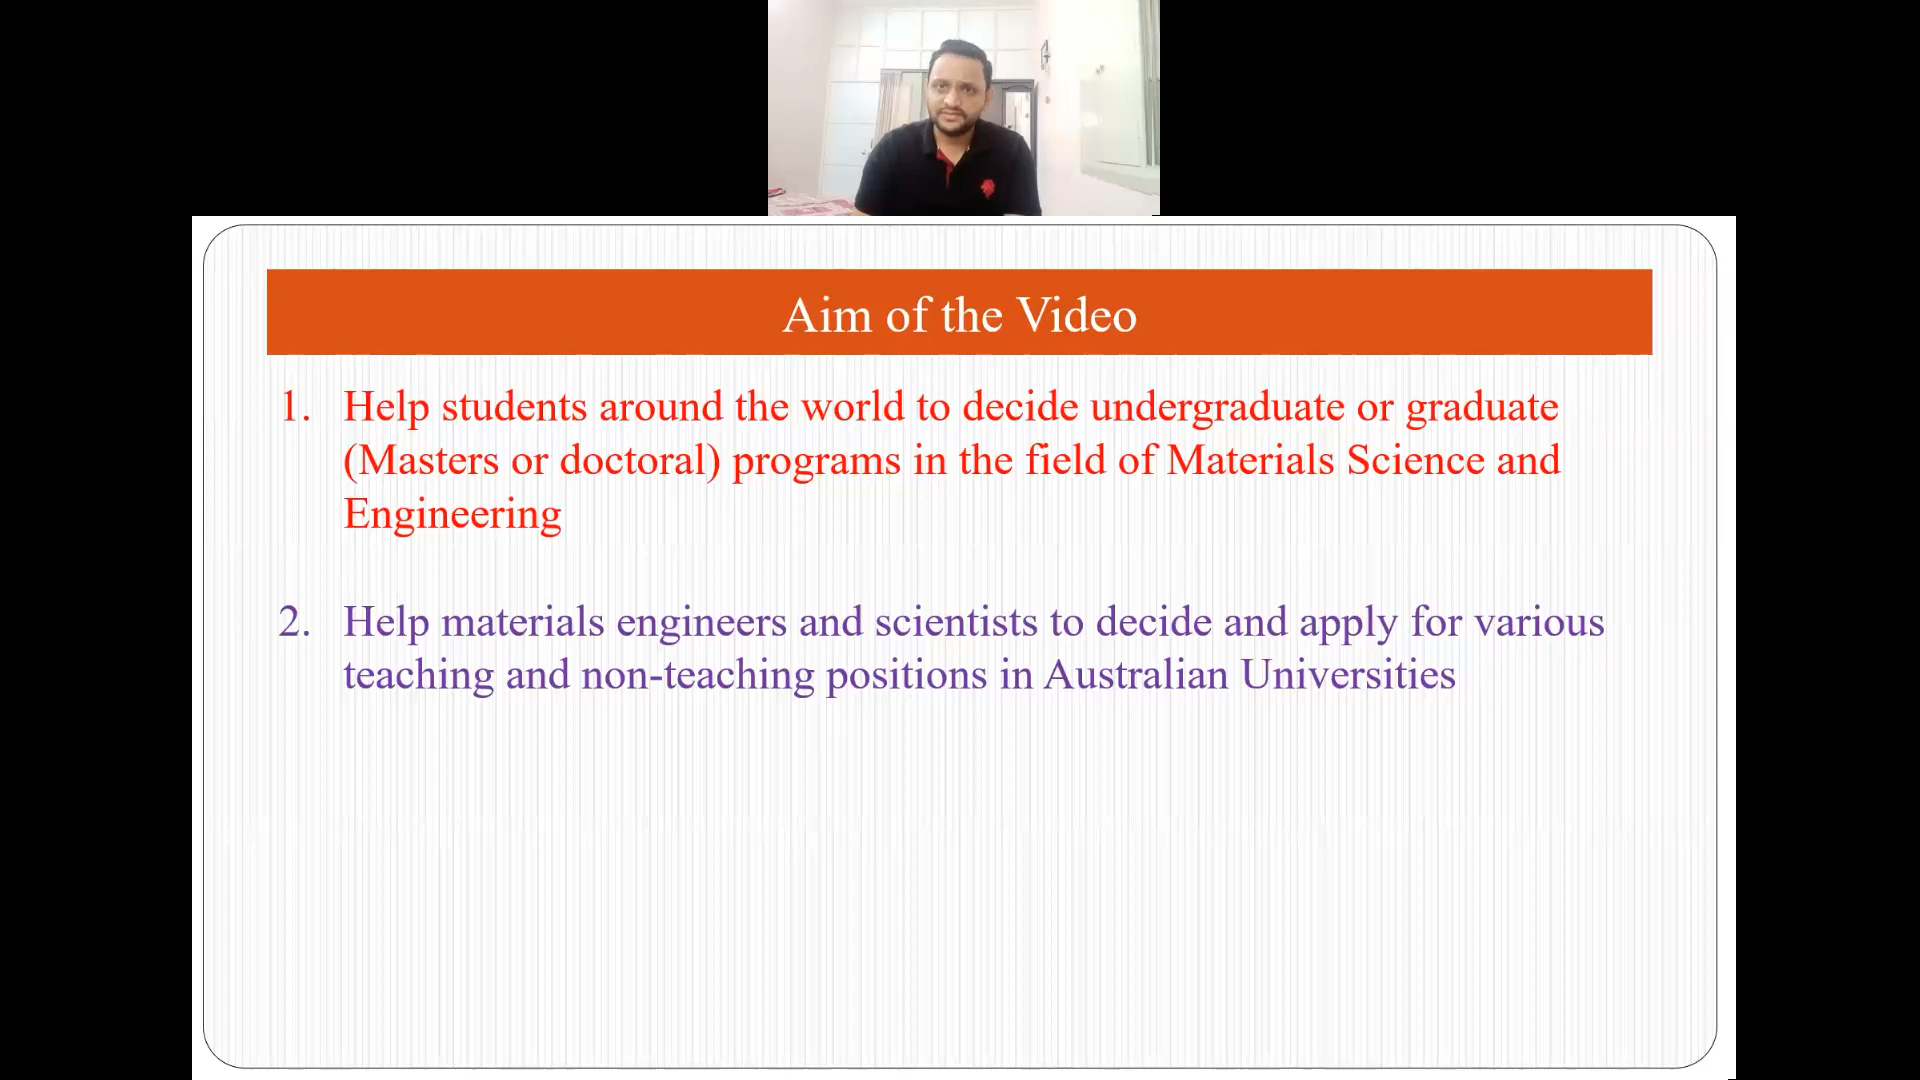 Aim of the Video
1. Help students around the world to decide undergraduate or graduate
(Masters or doctoral) programs in the field of Materials Science and
Engineering
2. Help materials engineers and scientists to decide and apply for various
teaching and non-teaching positions in Australian Universities